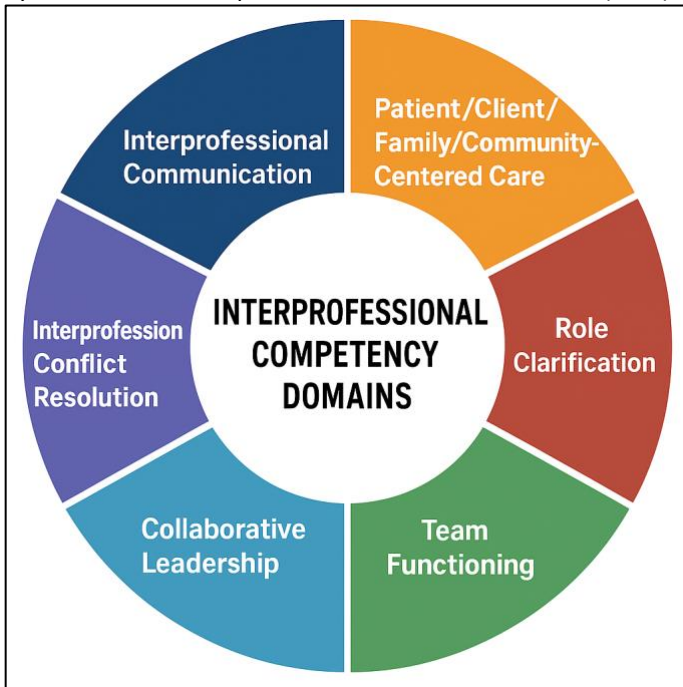 Interprofessional
Communication
Patient/Client/
Family/Community-
Centered Care
Interprofession
Conflict
Resolution
INTERPROFESSIONAL
COMPETENCY
DOMAINS
Role
Clarification
Collaborative
Leadership
Team
Functioning